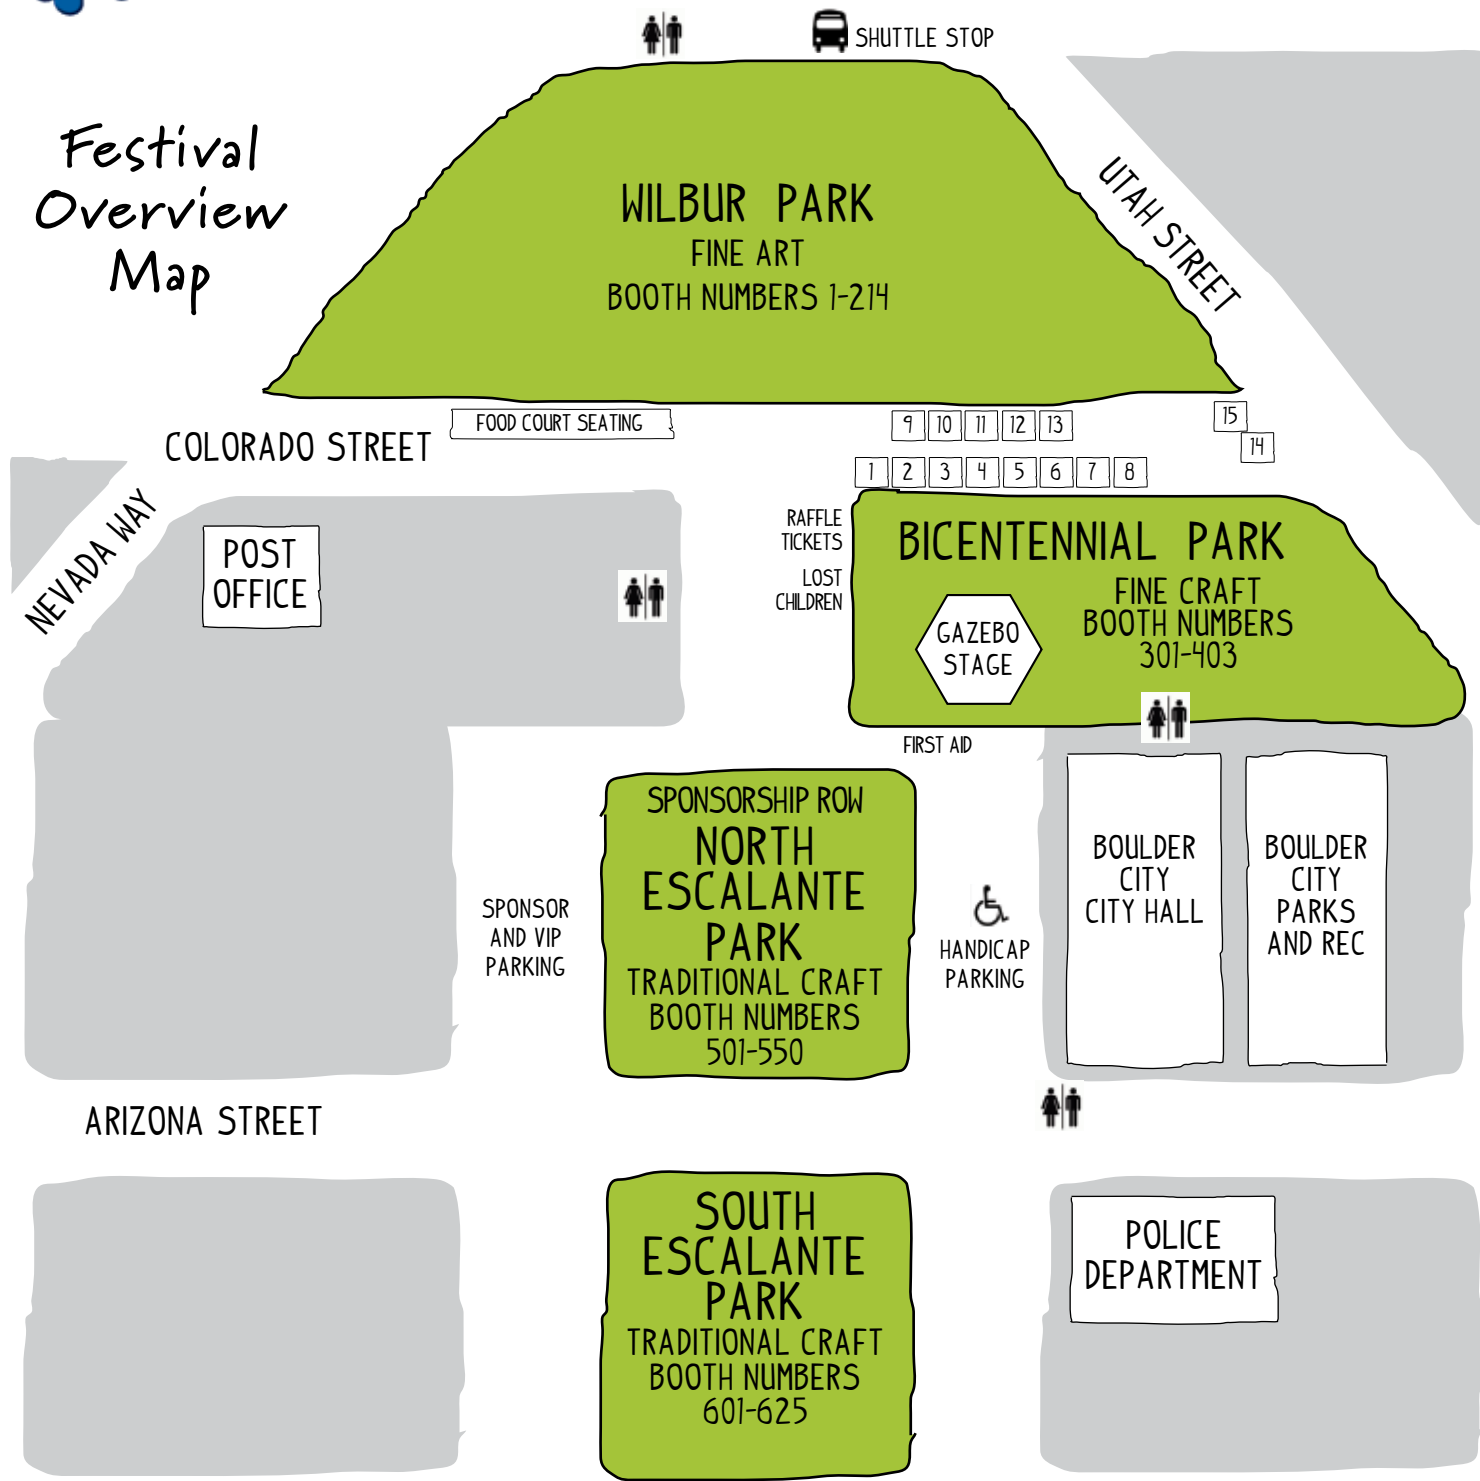 SHUTTLE STOP
Festival
Overview
Map
WILBUR PARK
FINE ART
BOOTH NUMBERS 1-214
UTAH STREET
FOOD COURT SEATING
COLORADO STREET
9 10 11 12 13
15
14
1 2 3 4 5 6 7 8
NEVADA WAY
POST
OFFICE
RAFFLE
TICKETS
LOST
CHILDREN
BICENTENNIAL PARK
FINE CRAFT
BOOTH NUMBERS
301-403
GAZEBO
STAGE
FIRST AID
SPONSORSHIP ROW
NORTH
ESCALANTE
PARK
TRADITIONAL CRAFT
BOOTH NUMBERS
501-550
SPONSOR
AND VIP
PARKING
HANDICAP
PARKING
BOULDER
CITY
CITY HALL
BOULDER
CITY
PARKS
AND REC
ARIZONA STREET
SOUTH
ESCALANTE
PARK
TRADITIONAL CRAFT
BOOTH NUMBERS
601-625
POLICE
DEPARTMENT